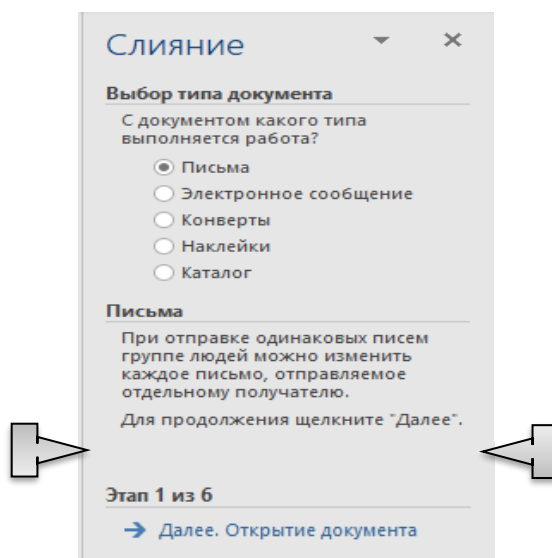 Слияние
Выбор типа документа
С документом какого типа
выполняется работа?
Письма
Электронное сообщение
Конверты
Наклейки
Каталог
Письма
При отправке одинаковых писем
группе людей можно изменить
каждое письмо, отправляемое
отдельному получателю.
Для продолжения щелкните "Далее".
Этап 1 из 6
Далее. Открытие документа